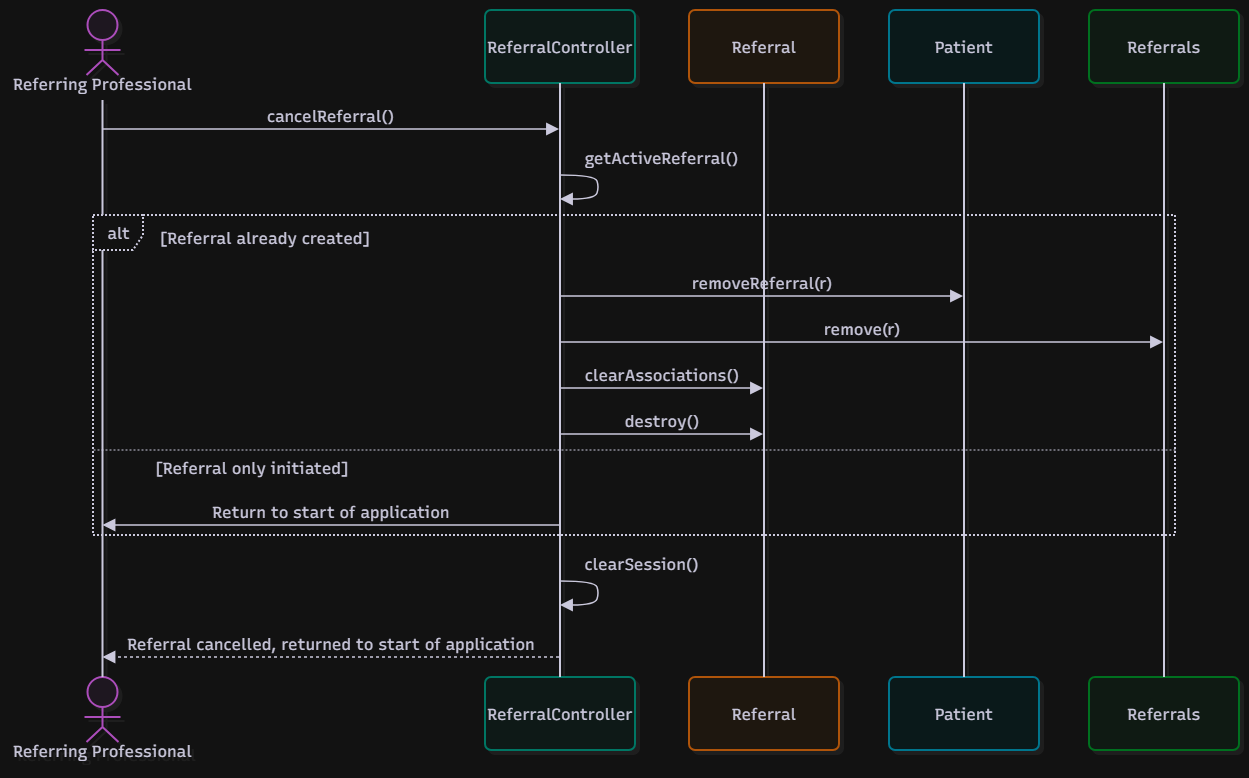 Referring Professional
ReferralController
Referral
Patient
Referrals
cancelReferral()
getActiveReferral()
alt
[Referral already created]
removeReferral(r)
remove(r)
clearAssociations()
destroy()
[Referral only initiated]
Return to start of application
clearSession()
Referral cancelled, returned to start of application
Referring Professional
ReferralController
Referral
Patient
Referrals